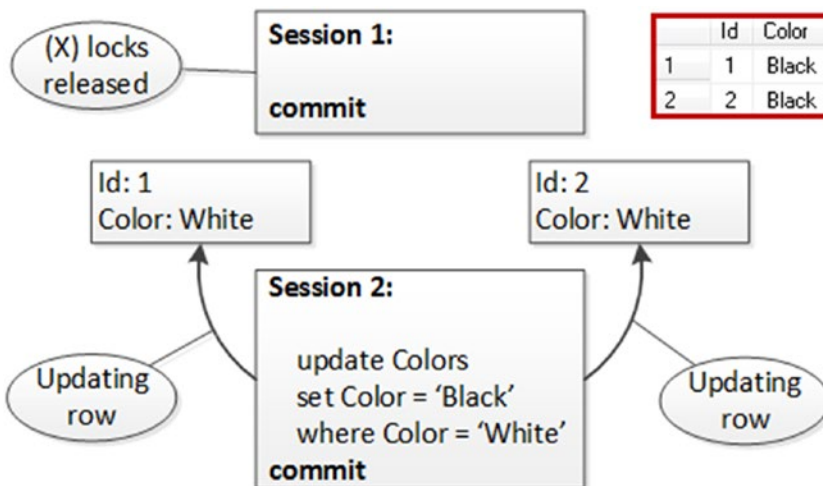 (X) locks
released
Session 1:
commit
Id Color
1 1 Black
2 2 Black
Id: 1
Color: White
Id: 2
Color: White
Session 2:
update Colors
set Color = ‘Black’
where Color = ‘White’
commit
Updating
row
Updating
row